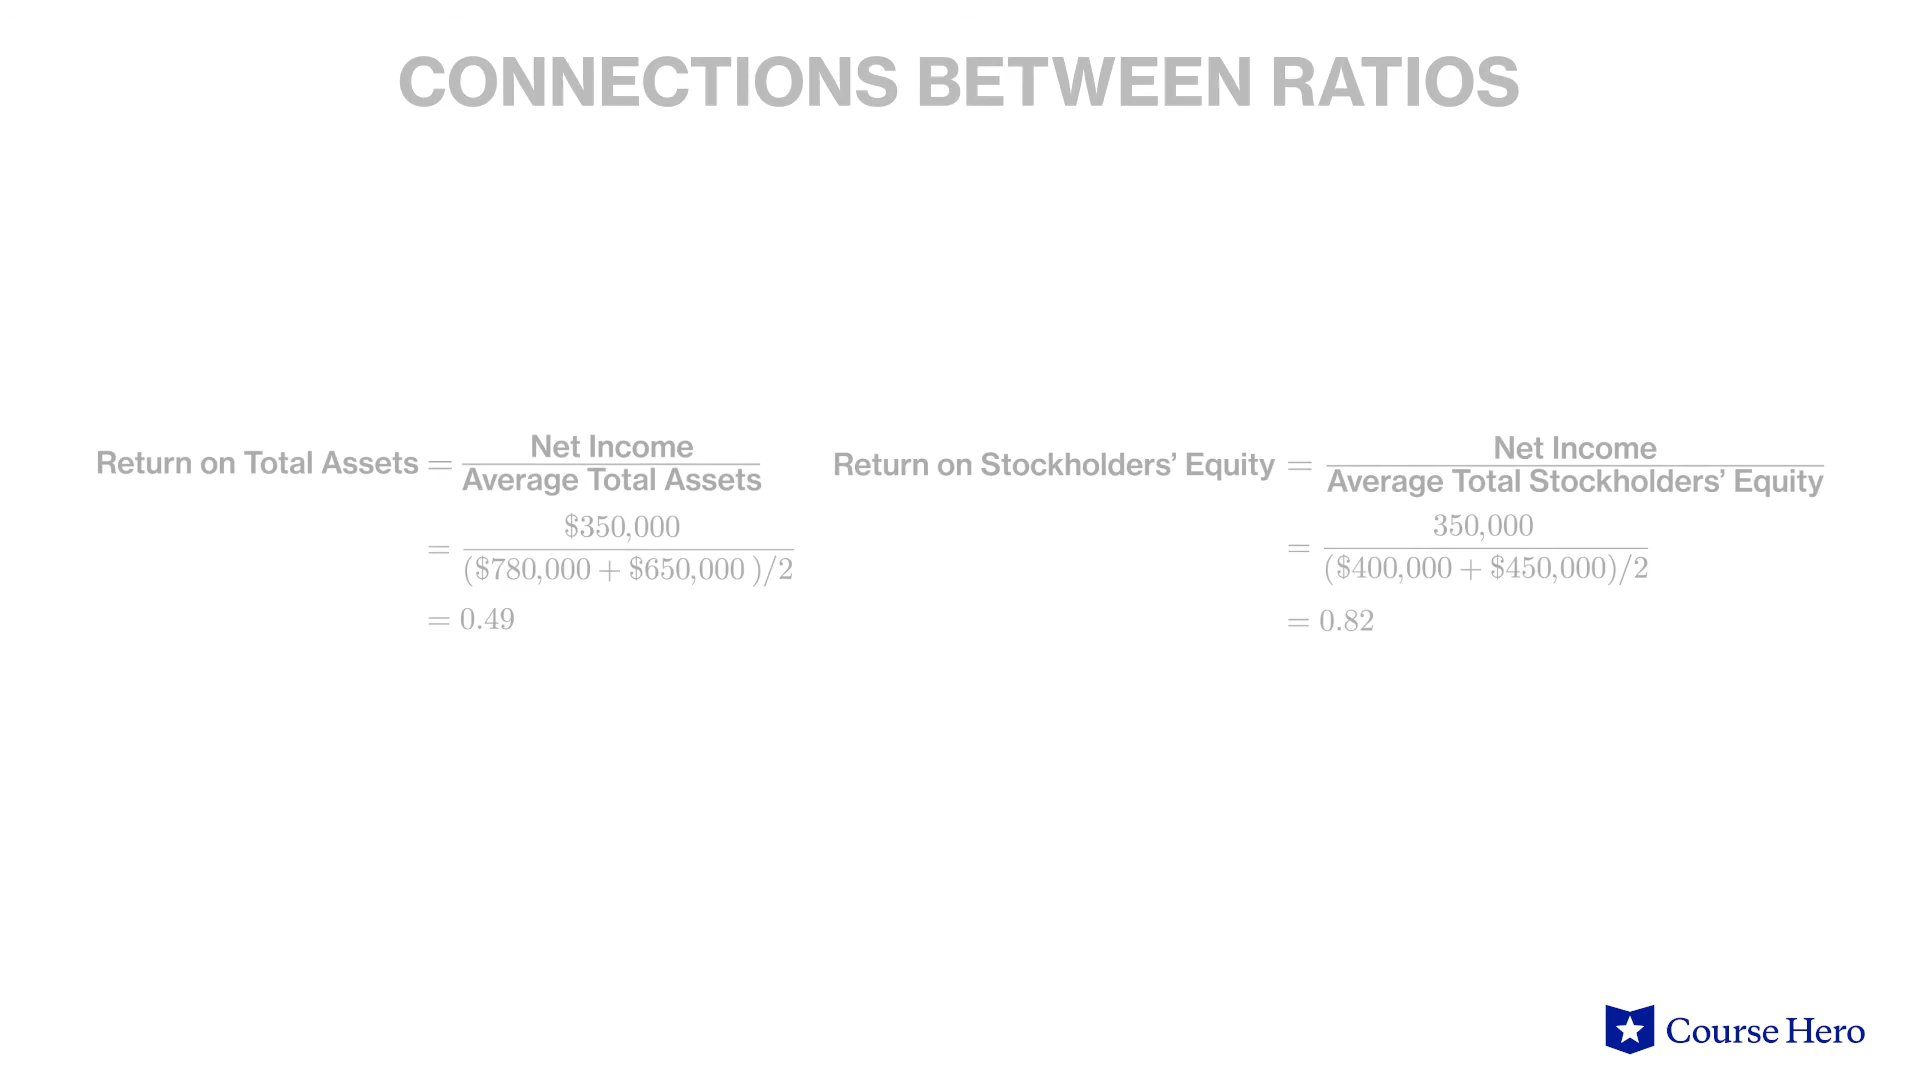 CONNECTIONS BETWEEN RATIOS
Return on Total Assets = Net Income / Average Total Assets
= $350,000 / ($780,000 + $650,000 )/2
= 0.49
Return on Stockholders’ Equity = Net Income / Average Total Stockholders’ Equity
= 350,000 / ($400,000 + $450,000)/2
= 0.82
Course Hero